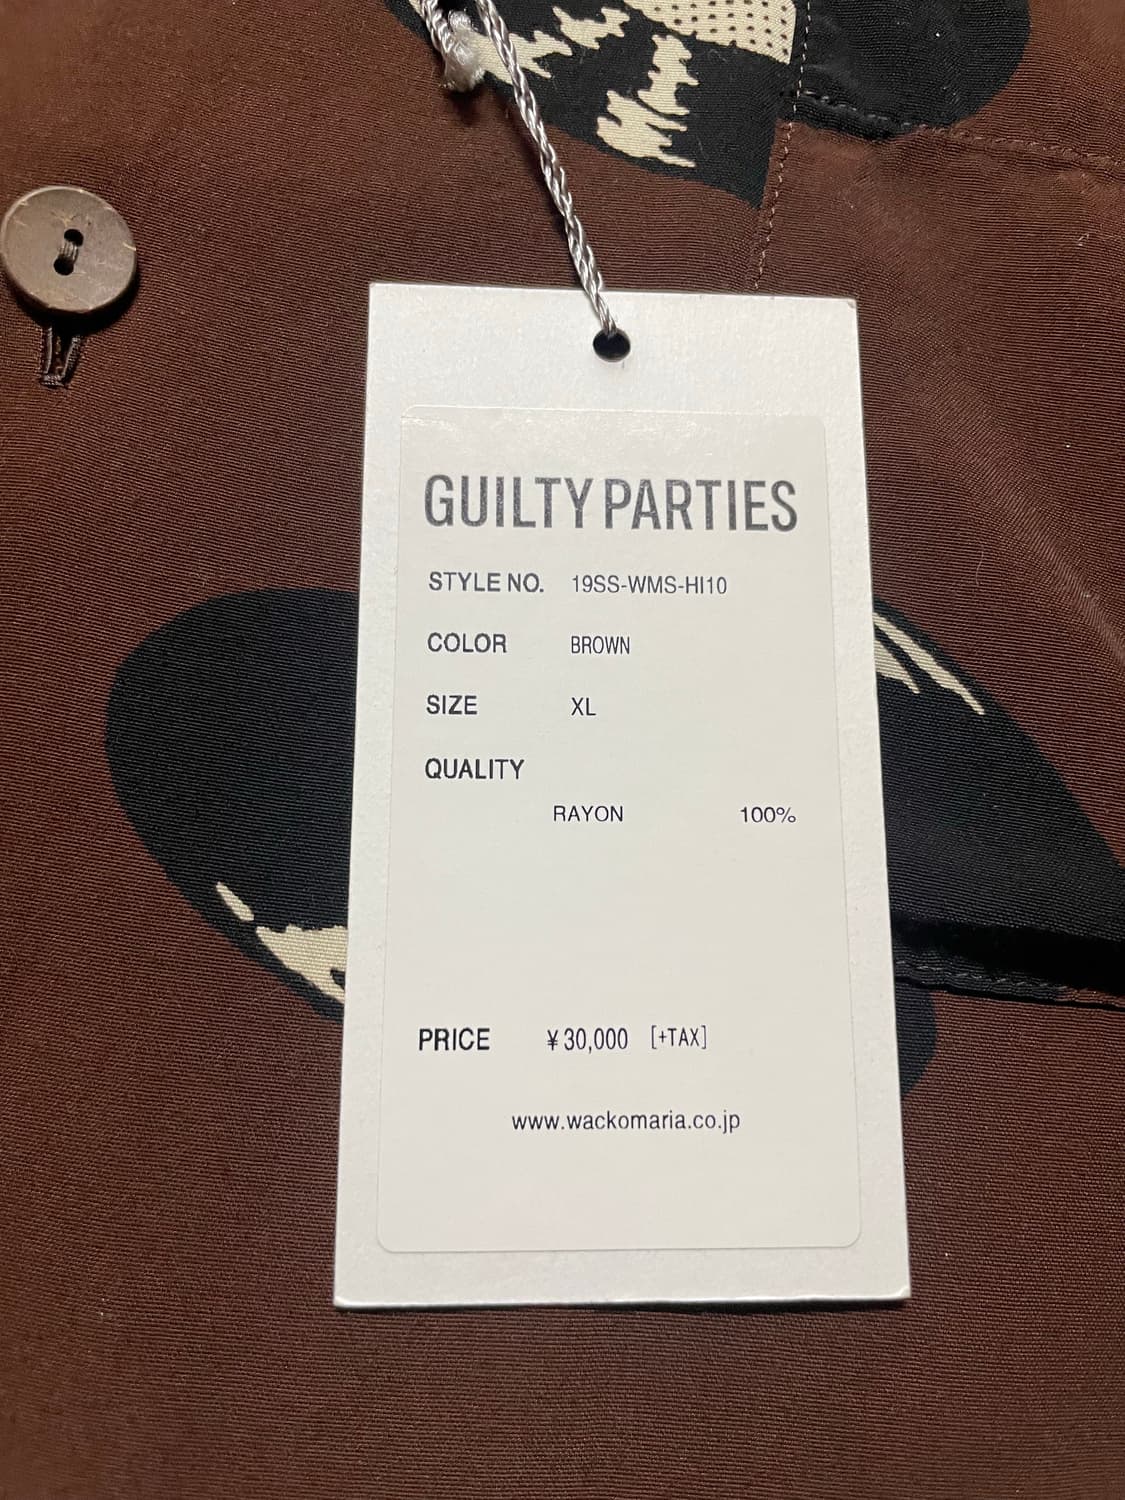 GUILTY PARTIES
STYLE NO. 19SS-WMS-HI10
COLOR BROWN
SIZE XL
QUALITY
RAYON 100%
PRICE ¥30,000 [+TAX]
www.wackomaria.co.jp